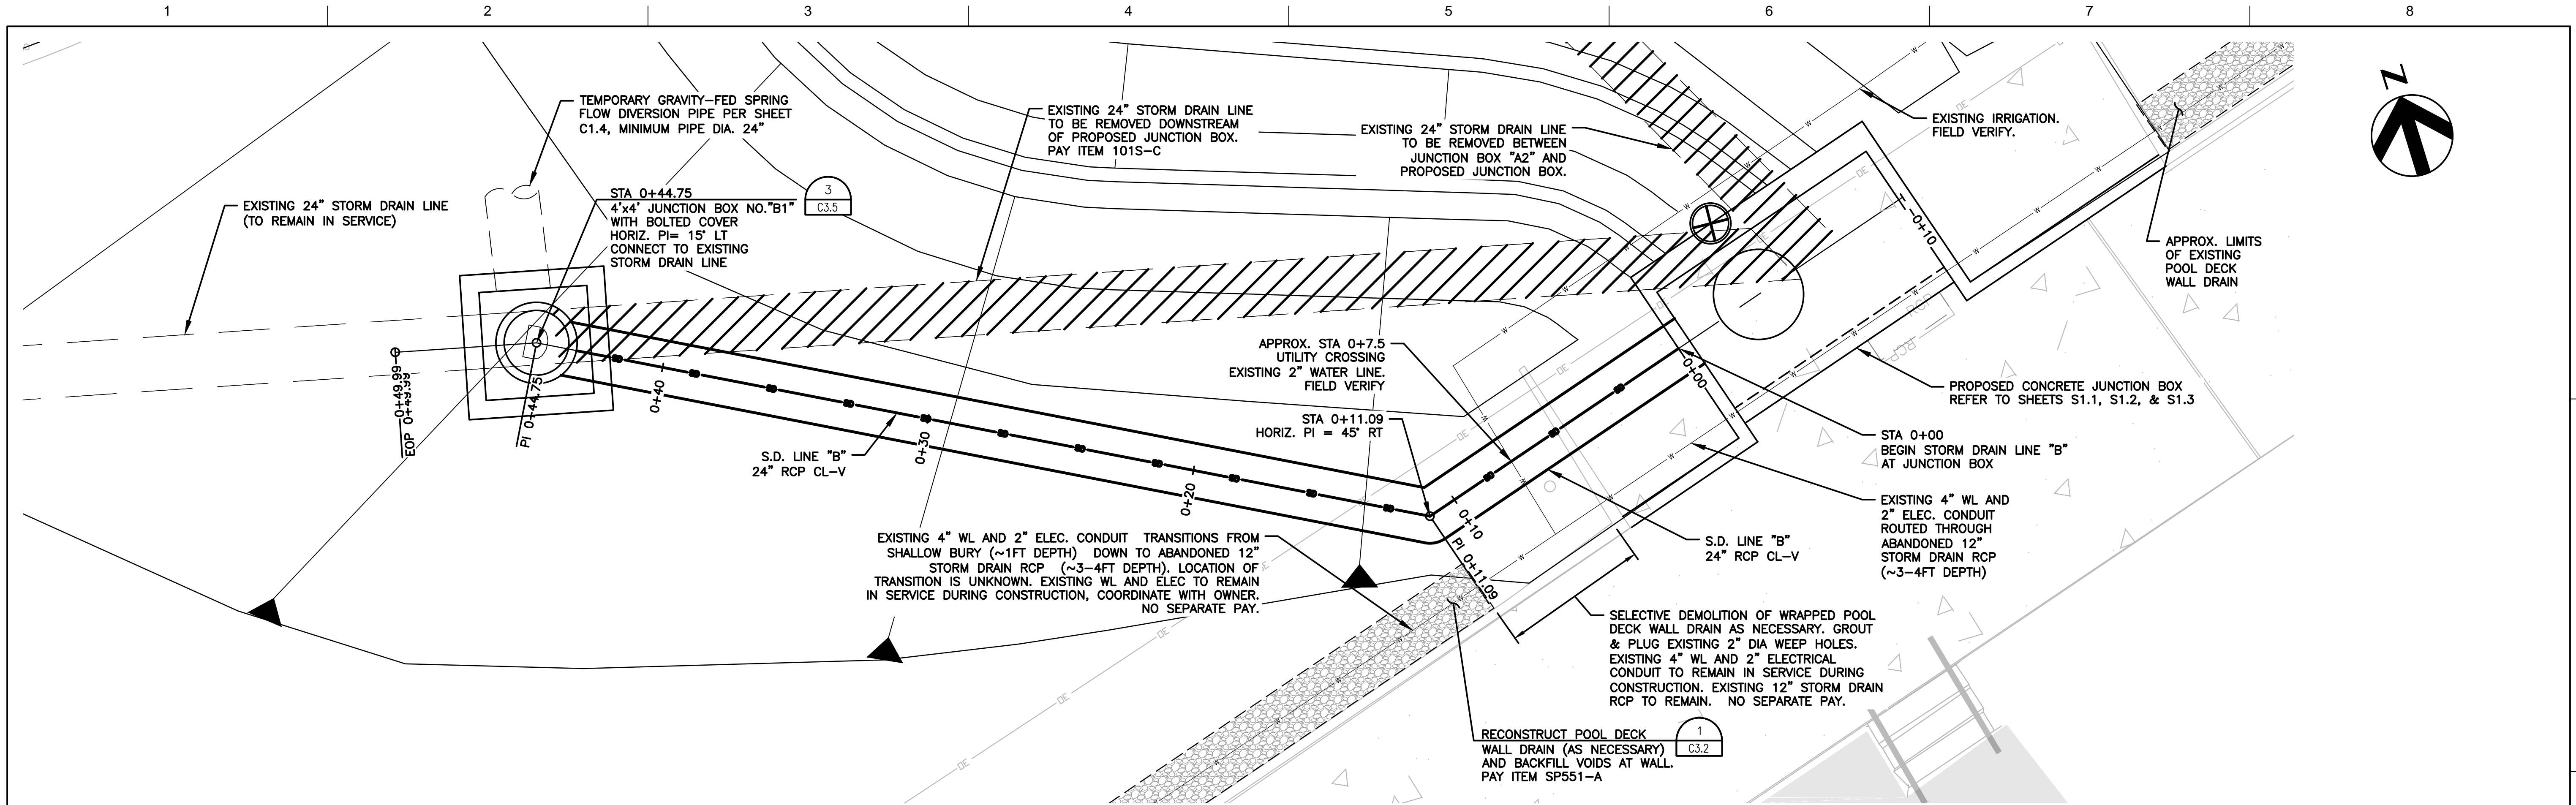 1 2 3 4 5 6 7 8
N
TEMPORARY GRAVITY-FED SPRING
FLOW DIVERSION PIPE PER SHEET
C1.4, MINIMUM PIPE DIA. 24"
EXISTING 24" STORM DRAIN LINE
TO BE REMOVED DOWNSTREAM
OF PROPOSED JUNCTION BOX.
PAY ITEM 101S-C
EXISTING 24" STORM DRAIN LINE
TO BE REMOVED BETWEEN
JUNCTION BOX "A2" AND
PROPOSED JUNCTION BOX.
EXISTING IRRIGATION.
FIELD VERIFY.
EXISTING 24" STORM DRAIN LINE
(TO REMAIN IN SERVICE)
STA 0+44.75
4'x4' JUNCTION BOX NO."B1"
WITH BOLTED COVER
HORIZ. PI= 15° LT
CONNECT TO EXISTING
STORM DRAIN LINE
3
C3.5
APPROX. LIMITS
OF EXISTING
POOL DECK
WALL DRAIN
-0+10
APPROX. STA 0+7.5
UTILITY CROSSING
EXISTING 2" WATER LINE.
FIELD VERIFY
STA 0+11.09
HORIZ. PI = 45° RT
0+00
RCP
RCP
PROPOSED CONCRETE JUNCTION BOX
REFER TO SHEETS S1.1, S1.2, & S1.3
0+49.99
EOP 0+49.99
PI 0+44.75
0+40
0+30
0+20
0+10
PI 0+11.09
S.D. LINE "B"
24" RCP CL-V
STA 0+00
BEGIN STORM DRAIN LINE "B"
AT JUNCTION BOX
EXISTING 4" WL AND
2" ELEC. CONDUIT
ROUTED THROUGH
ABANDONED 12"
STORM DRAIN RCP
(~3-4FT DEPTH)
S.D. LINE "B"
24" RCP CL-V
EXISTING 4" WL AND 2" ELEC. CONDUIT TRANSITIONS FROM
SHALLOW BURY (~1FT DEPTH) DOWN TO ABANDONED 12"
STORM DRAIN RCP (~3-4FT DEPTH). LOCATION OF
TRANSITION IS UNKNOWN. EXISTING WL AND ELEC TO REMAIN
IN SERVICE DURING CONSTRUCTION, COORDINATE WITH OWNER.
NO SEPARATE PAY.
SELECTIVE DEMOLITION OF WRAPPED POOL
DECK WALL DRAIN AS NECESSARY. GROUT
& PLUG EXISTING 2" DIA WEEP HOLES.
EXISTING 4" WL AND 2" ELECTRICAL
CONDUIT TO REMAIN IN SERVICE DURING
CONSTRUCTION. EXISTING 12" STORM DRAIN
RCP TO REMAIN. NO SEPARATE PAY.
RECONSTRUCT POOL DECK
WALL DRAIN (AS NECESSARY)
AND BACKFILL VOIDS AT WALL.
PAY ITEM SP551-A
1
C3.2